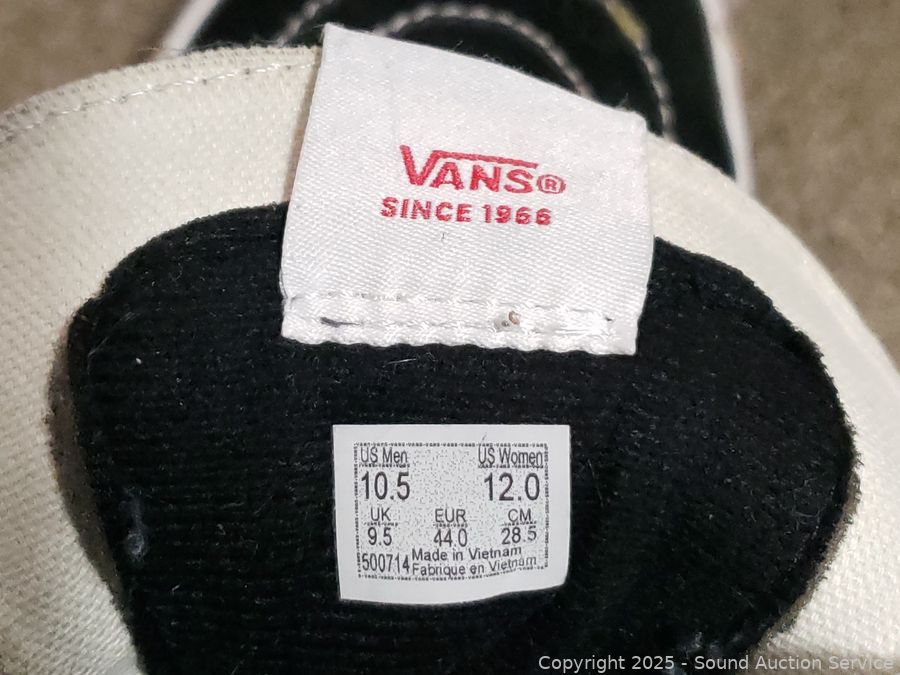 VANS®
SINCE 1966
US Men US Women
10.5 12.0
UK EUR CM
9.5 44.0 28.5
500714 Made in Vietnam
Fabrique en Vietnam
Copyright © 2025 - Sound Auction Service